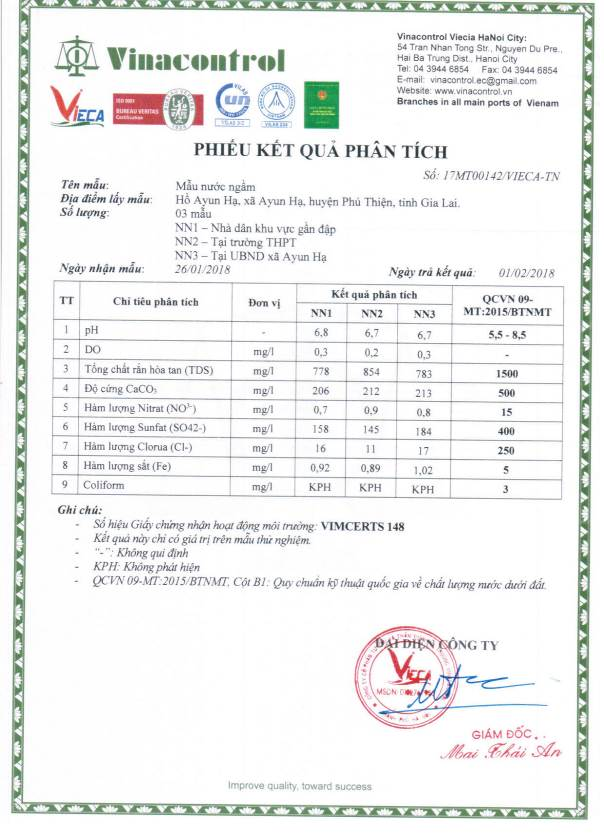 Vinacontrol
Vinacontrol Viecia HaNoi City:
54 Tran Nhan Tong Str., Nguyen Du Pre.,
Hai Ba Trung Dist., Hanoi City
Tel: 04 3944 6854 Fax: 04 3944 6854
E-mail: vinacontrol.ec@gmail.com
Website: www.vinacontrol.vn
Branches in all main ports of Vienam
VIECA
ISO 9001
BUREAU VERITAS
Certification
PHIẾU KẾT QUẢ PHÂN TÍCH
Số: 17MT00142/VIECA-TN
Tên mẫu: Mẫu nước ngầm
Địa điểm lấy mẫu: Hồ Ayun Hạ, xã Ayun Hạ, huyện Phú Thiện, tỉnh Gia Lai.
Số lượng: 03 mẫu
NN1 – Nhà dân khu vực gần đập
NN2 – Tại trường THPT
NN3 – Tại UBND xã Ayun Hạ
Ngày nhận mẫu: 26/01/2018 Ngày trả kết quả: 01/02/2018
TT Chỉ tiêu phân tích Đơn vị Kết quả phân tích QCVN 09-MT:2015/BTNMT
NN1 NN2 NN3
1 pH - 6,8 6,7 6,7 5,5 - 8,5
2 DO mg/l 0,3 0,2 0,3 -
3 Tổng chất rắn hòa tan (TDS) mg/l 778 854 783 1500
4 Độ cứng CaCO₃ mg/l 206 212 213 500
5 Hàm lượng Nitrat (NO³⁻) mg/l 0,7 0,9 0,8 15
6 Hàm lượng Sunfat (SO42-) mg/l 158 145 184 400
7 Hàm lượng Clorua (Cl-) mg/l 16 11 17 250
8 Hàm lượng sắt (Fe) mg/l 0,92 0,89 1,02 5
9 Coliform mg/l KPH KPH KPH 3
Ghi chú:
- Số hiệu Giấy chứng nhận hoạt động môi trường: VIMCERTS 148
- Kết quả này chỉ có giá trị trên mẫu thử nghiệm.
- “-”: Không qui định
- KPH: Không phát hiện
- QCVN 09-MT:2015/BTNMT, Cột B1: Quy chuẩn kỹ thuật quốc gia về chất lượng nước dưới đất.
ĐẠI DIỆN CÔNG TY
VIECA
GIÁM ĐỐC
Mai Thái An
Improve quality, toward success